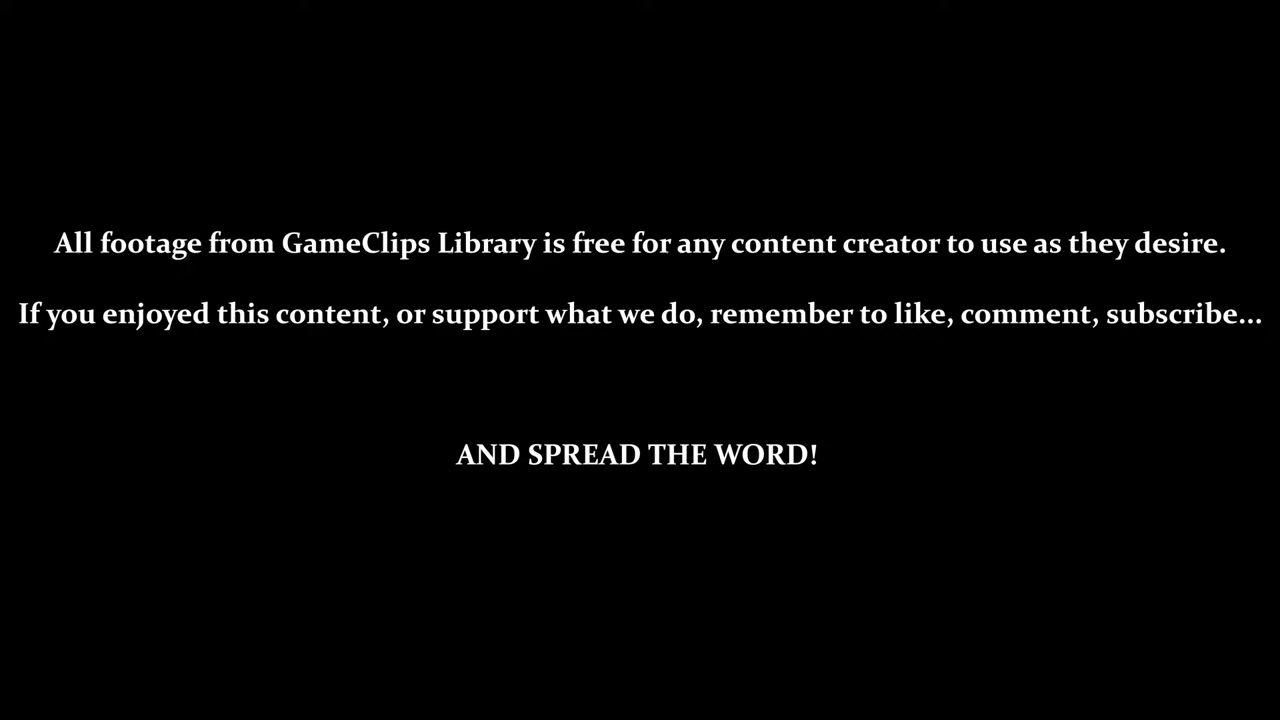 All footage from GameClips Library is free for any content creator to use as they desire.
If you enjoyed this content, or support what we do, remember to like, comment, subscribe...
AND SPREAD THE WORD!